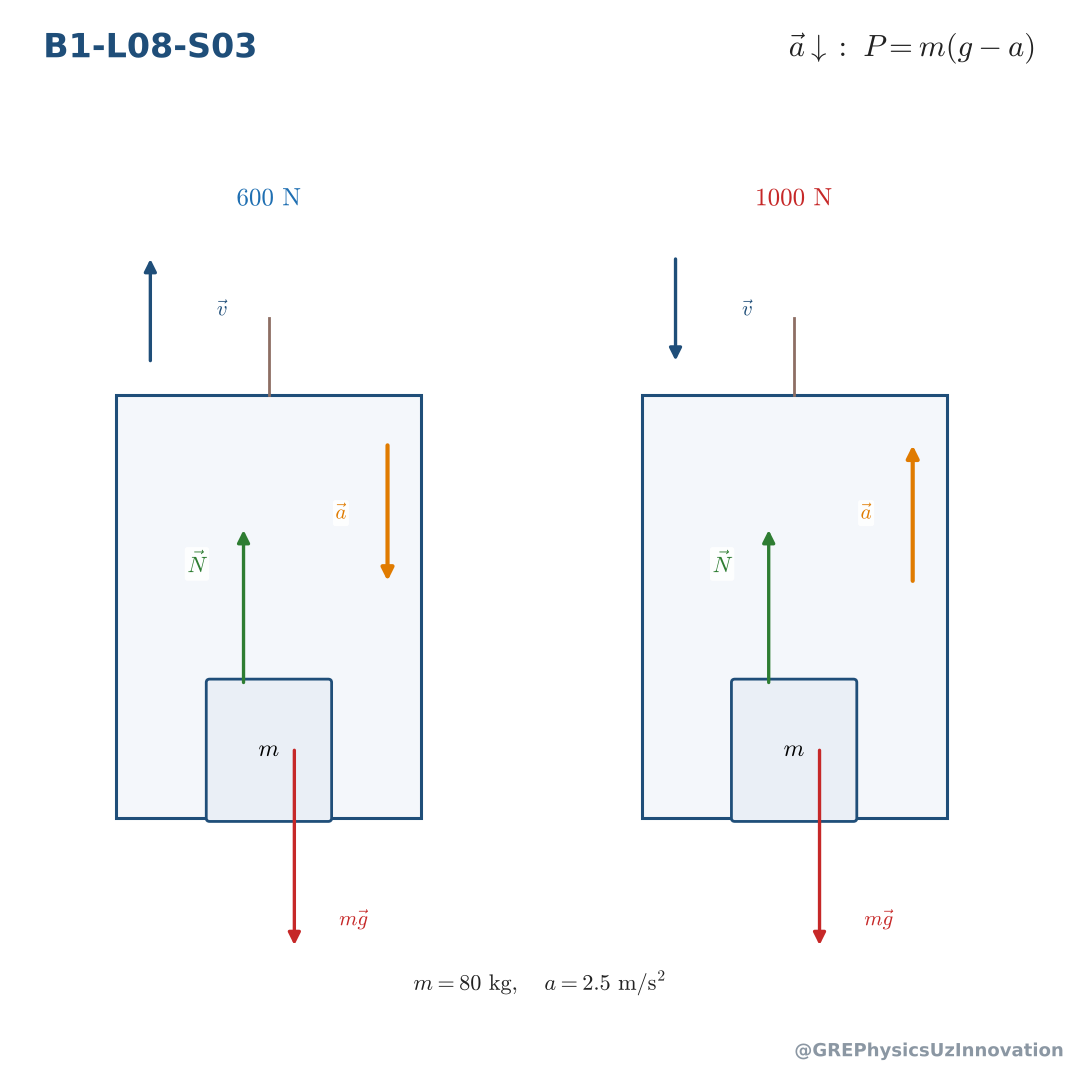 B1-L08-S03
a⃗ ↓ : P = m(g − a)
600 N
1000 N
v⃗
v⃗
a⃗
a⃗
N⃗
N⃗
m
m
mg⃗
mg⃗
m = 80 kg, a = 2.5 m/s²
@GREPhysicsUzInnovation